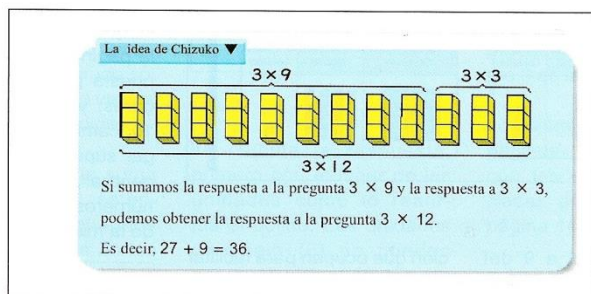 La idea de Chizuko ▼
3 × 9 3 × 3
3 × 12
Si sumamos la respuesta a la pregunta 3 × 9 y la respuesta a 3 × 3,
podemos obtener la respuesta a la pregunta 3 × 12.
Es decir, 27 + 9 = 36.